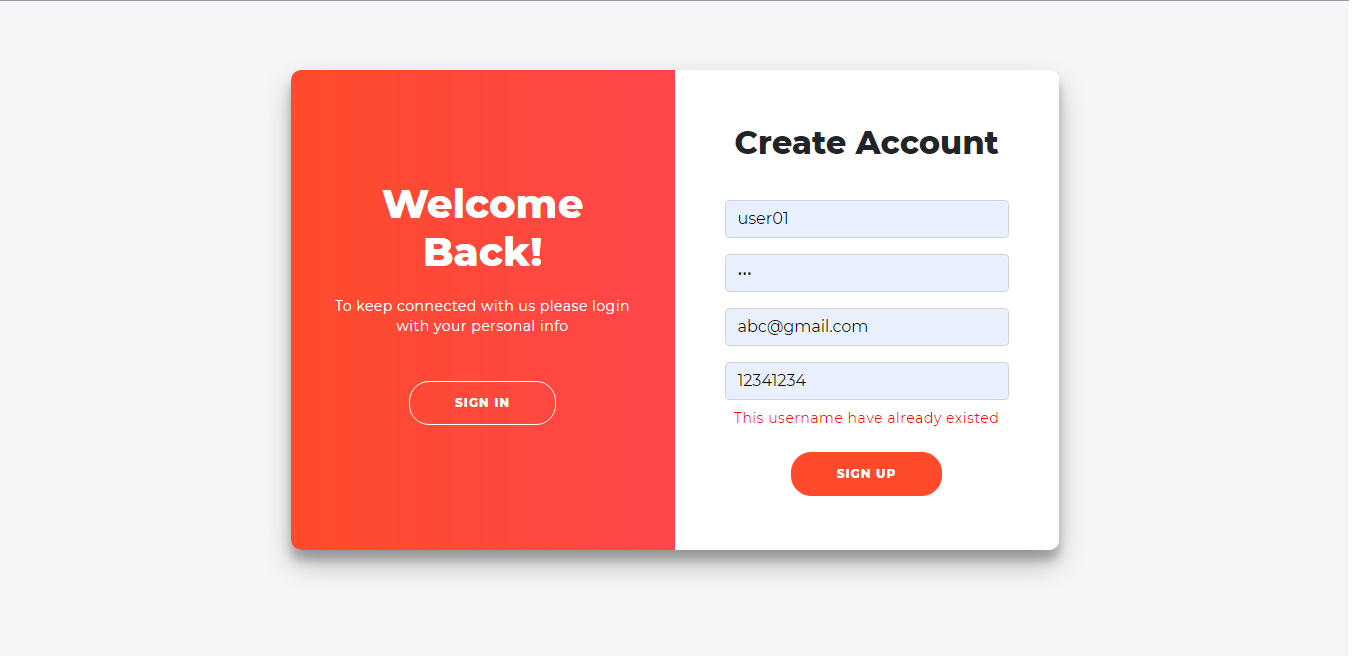 Welcome
Back!
To keep connected with us please login
with your personal info
SIGN IN
Create Account
user01
•••
abc@gmail.com
12341234
This username have already existed
SIGN UP